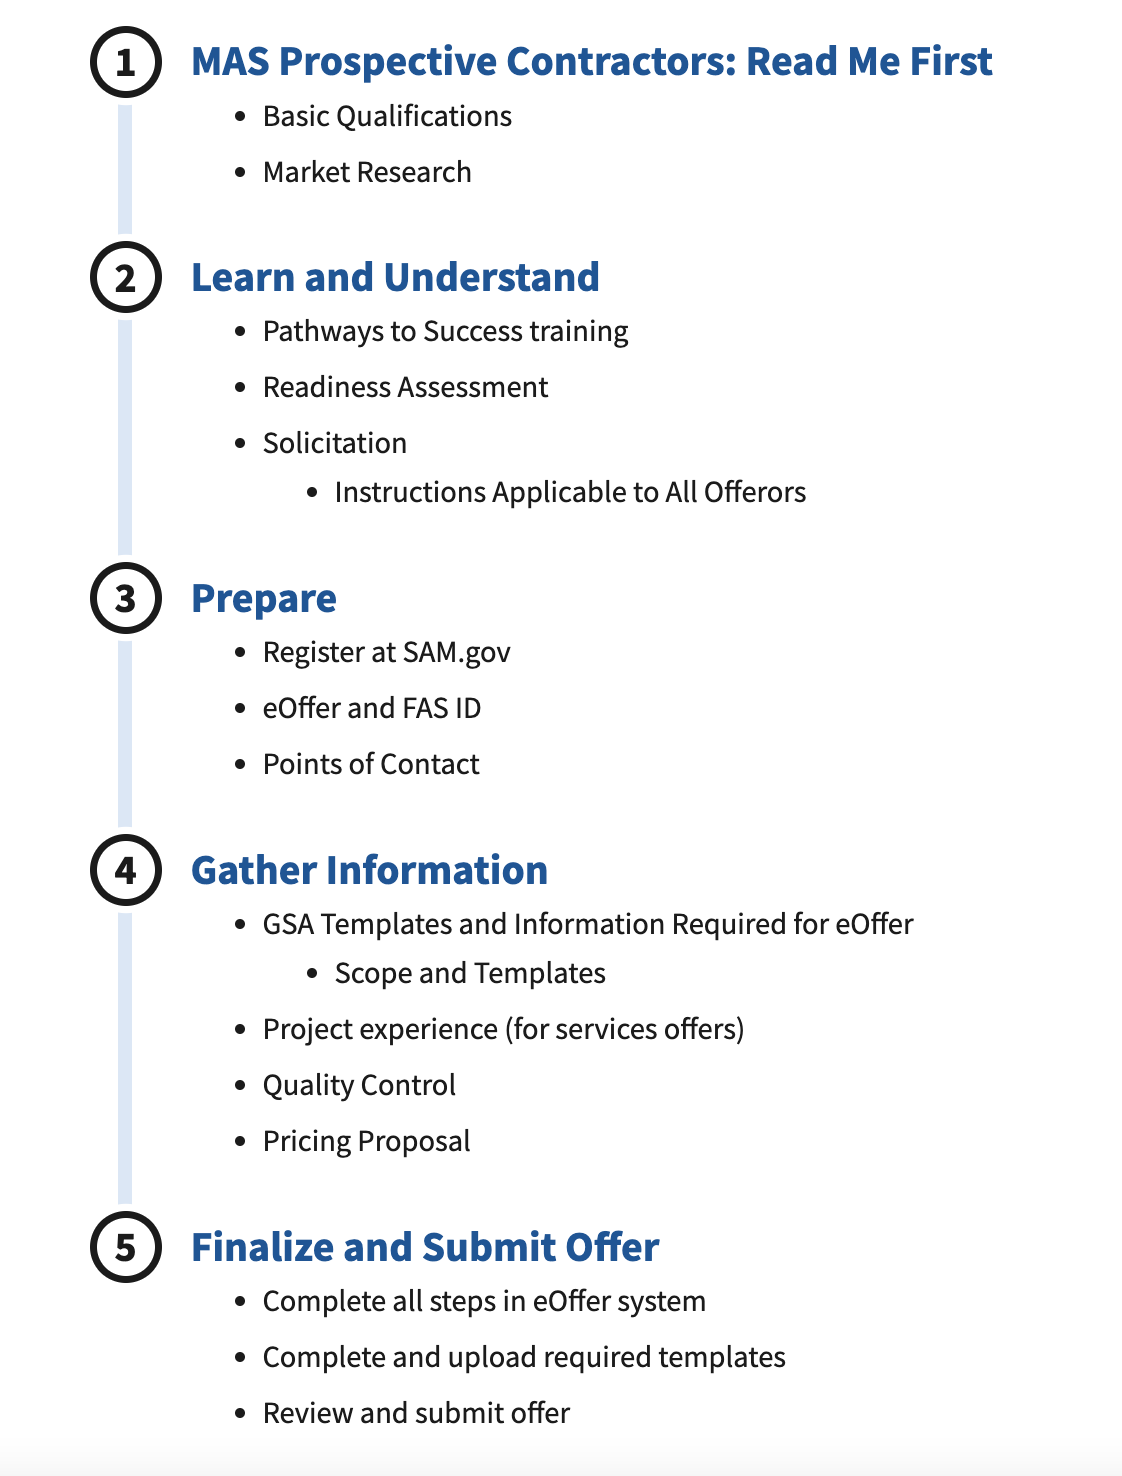 1 MAS Prospective Contractors: Read Me First
• Basic Qualifications
• Market Research
2 Learn and Understand
• Pathways to Success training
• Readiness Assessment
• Solicitation
• Instructions Applicable to All Offerors
3 Prepare
• Register at SAM.gov
• eOffer and FAS ID
• Points of Contact
4 Gather Information
• GSA Templates and Information Required for eOffer
• Scope and Templates
• Project experience (for services offers)
• Quality Control
• Pricing Proposal
5 Finalize and Submit Offer
• Complete all steps in eOffer system
• Complete and upload required templates
• Review and submit offer